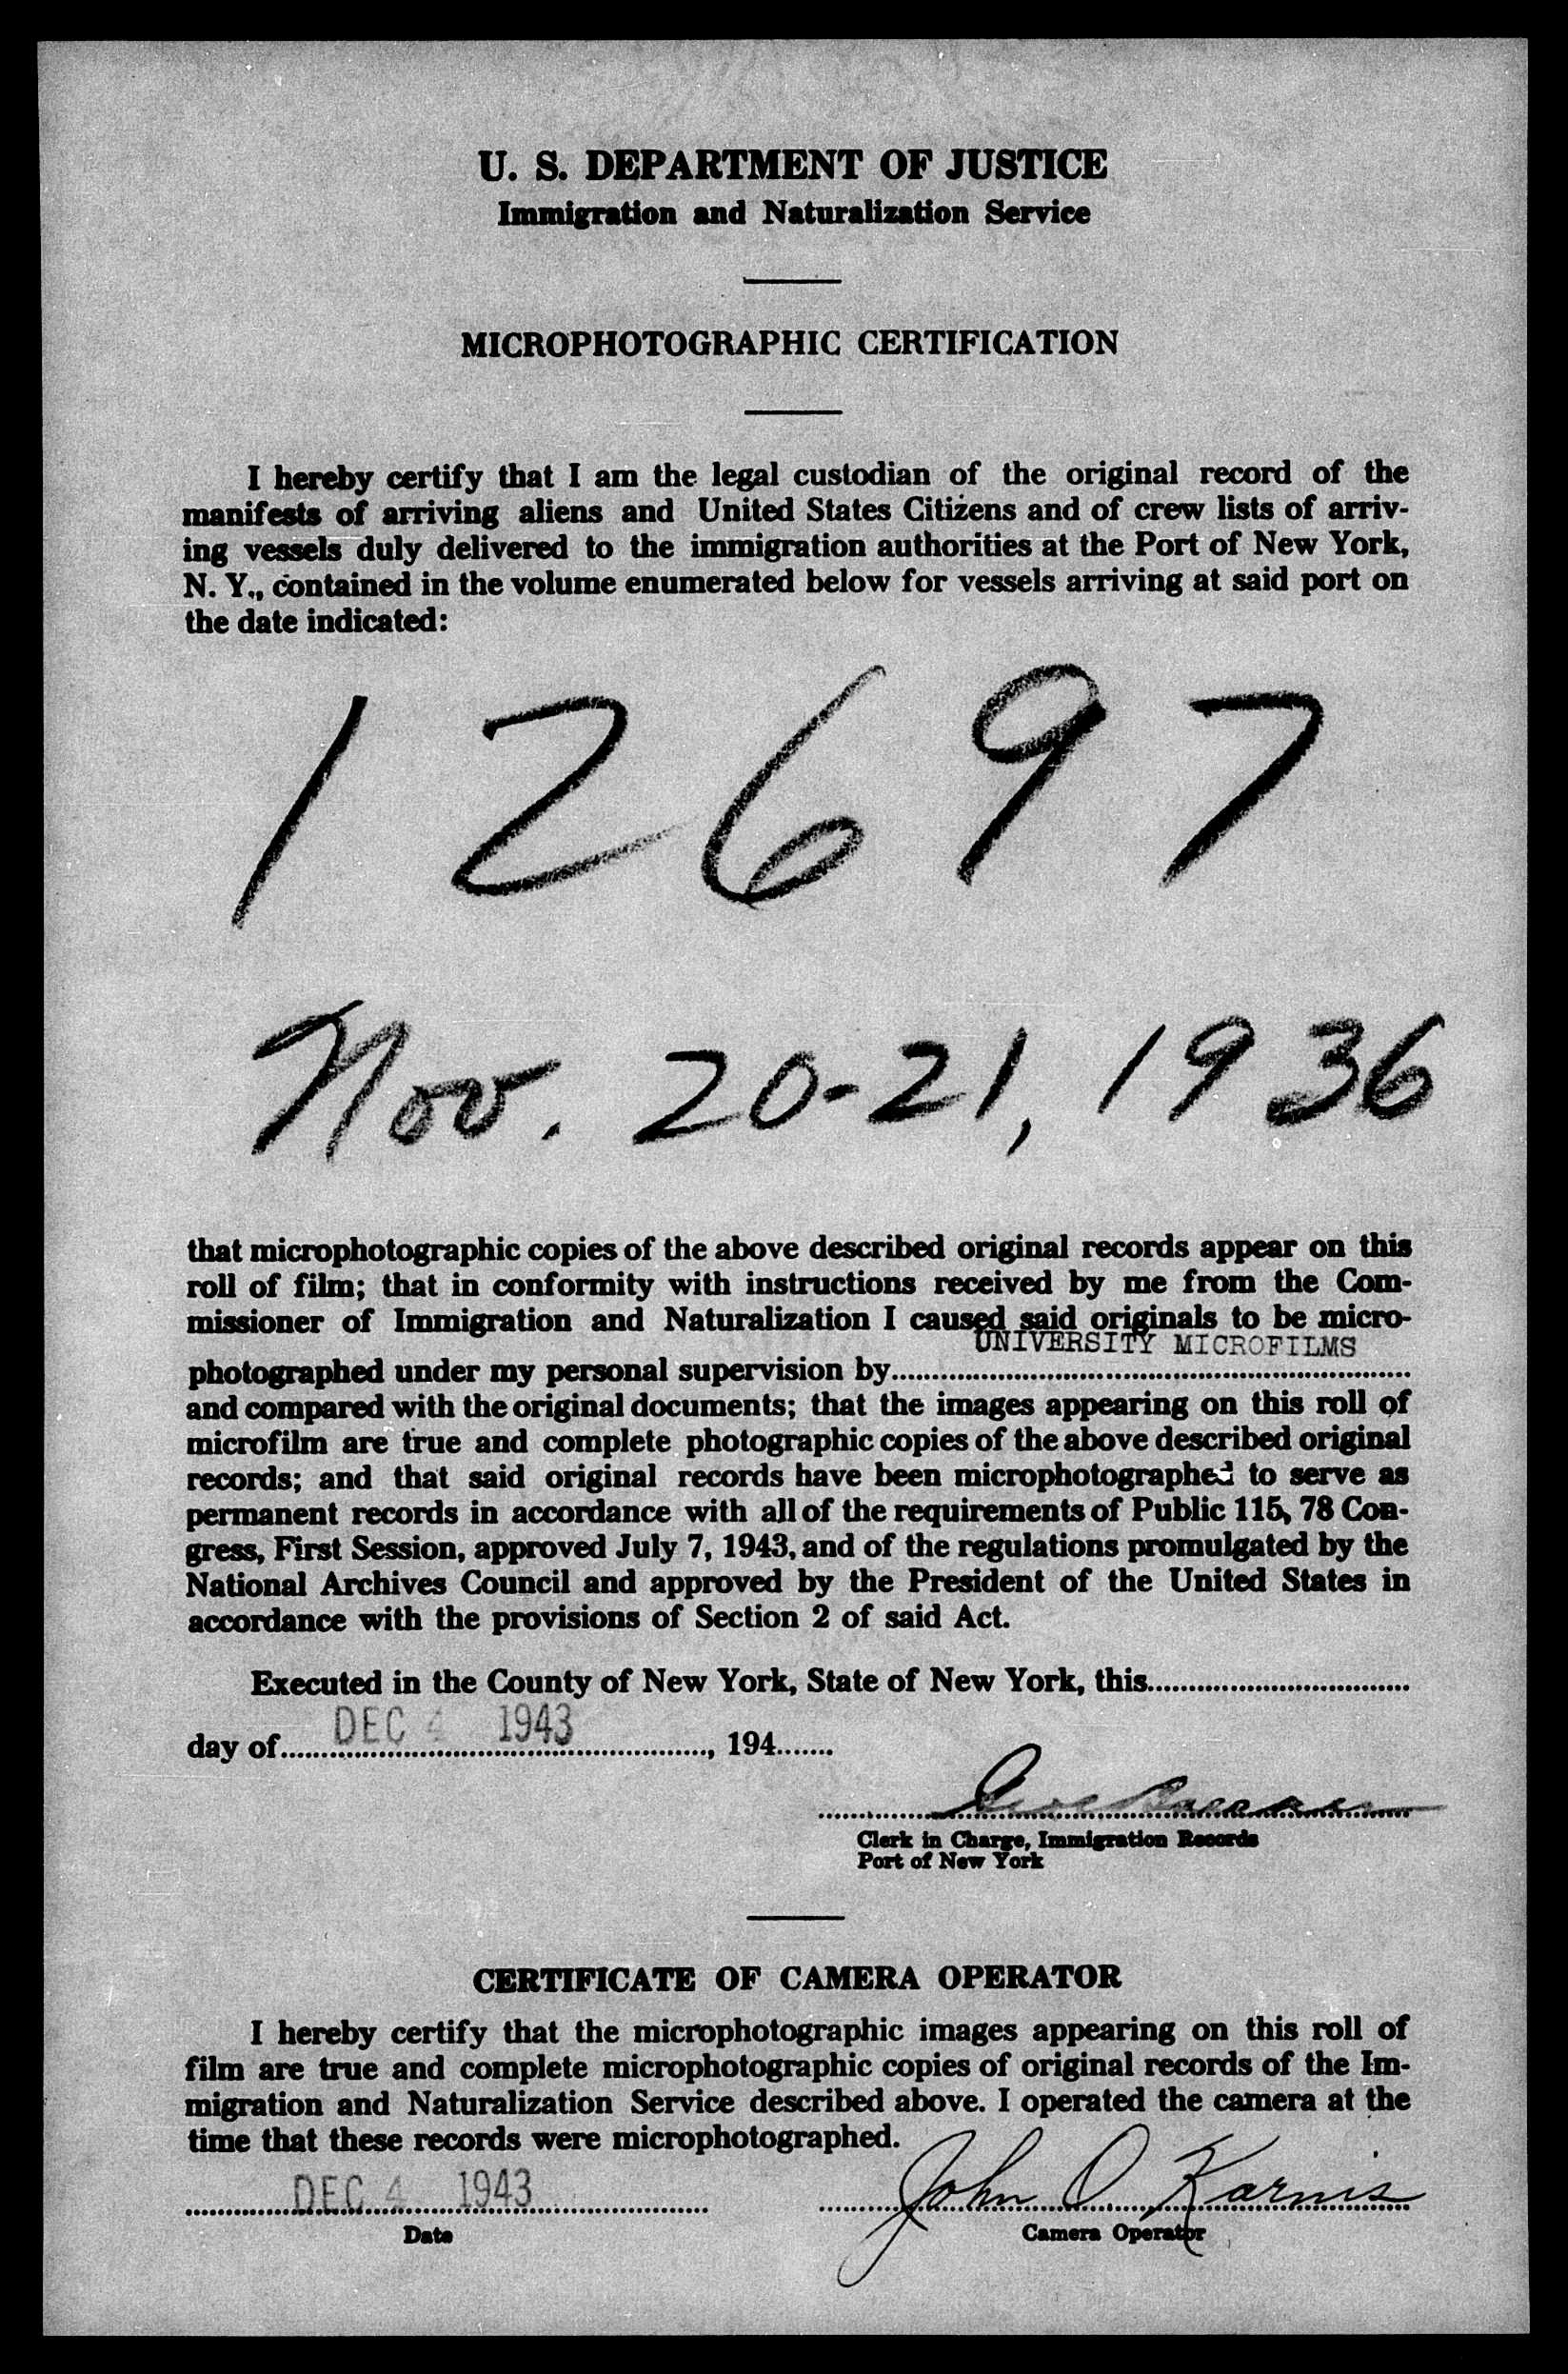 U. S. DEPARTMENT OF JUSTICE
Immigration and Naturalization Service
MICROPHOTOGRAPHIC CERTIFICATION
I hereby certify that I am the legal custodian of the original record of the
manifests of arriving aliens and United States Citizens and of crew lists of arriv-
ing vessels duly delivered to the immigration authorities at the Port of New York,
N. Y., contained in the volume enumerated below for vessels arriving at said port on
the date indicated:
12697
Nov. 20-21, 1936
that microphotographic copies of the above described original records appear on this
roll of film; that in conformity with instructions received by me from the Com-
missioner of Immigration and Naturalization I caused said originals to be micro-
UNIVERSITY MICROFILMS
photographed under my personal supervision by
and compared with the original documents; that the images appearing on this roll of
microfilm are true and complete photographic copies of the above described original
records; and that said original records have been microphotographed to serve as
permanent records in accordance with all of the requirements of Public 115, 78 Con-
gress, First Session, approved July 7, 1943, and of the regulations promulgated by the
National Archives Council and approved by the President of the United States in
accordance with the provisions of Section 2 of said Act.
Executed in the County of New York, State of New York, this
day of DEC 4 1943, 194
Clerk in Charge, Immigration Records
Port of New York
CERTIFICATE OF CAMERA OPERATOR
I hereby certify that the microphotographic images appearing on this roll of
film are true and complete microphotographic copies of original records of the Im-
migration and Naturalization Service described above. I operated the camera at the
time that these records were microphotographed.
DEC 4 1943 John O. Karnis
Date Camera Operator